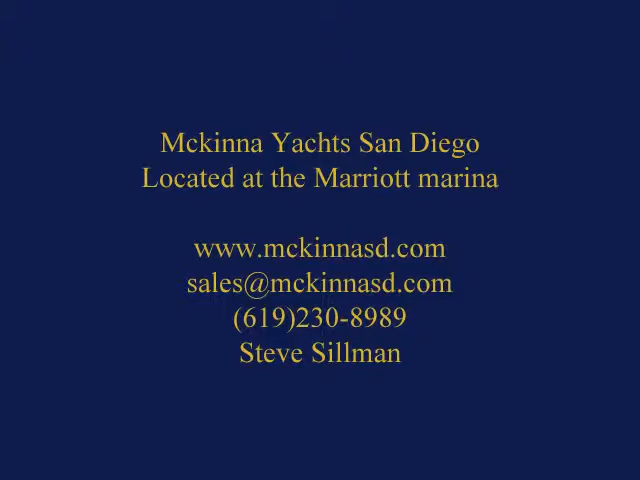 Mckinna Yachts San Diego
Located at the Marriott marina
www.mckinnasd.com
sales@mckinnasd.com
(619)230-8989
Steve Sillman